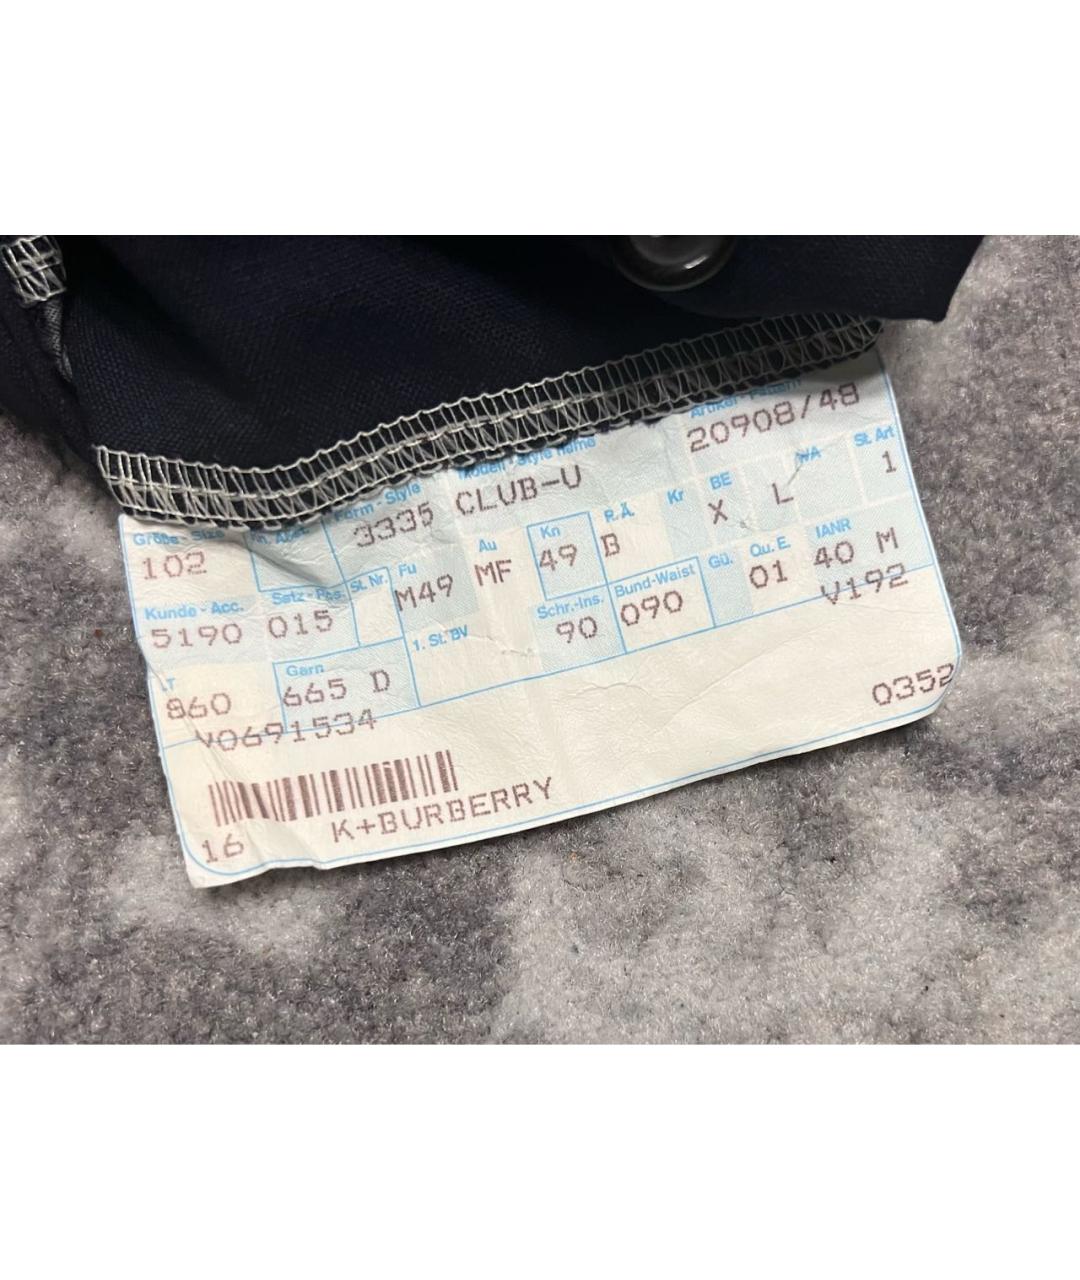 Artikel-Pattern
20908/48
Modell-Style name
CLUB-U
Form-Style
3335
Größe-Size
102
St. Art
1
WA
L
BE
X
Kr
R.Ä.
B
Kn
49
Au
MF
Fu
M49
St. Nr.
Satz-Pos.
015
Kunde-Acc.
5190
IANR
40 M
V192
Qu. E.
01
Gü.
Bund-Waist
090
Schr.-Ins.
90
1. St. BV
Garn
665 D
860
V0691534
0352
K+BURBERRY
16